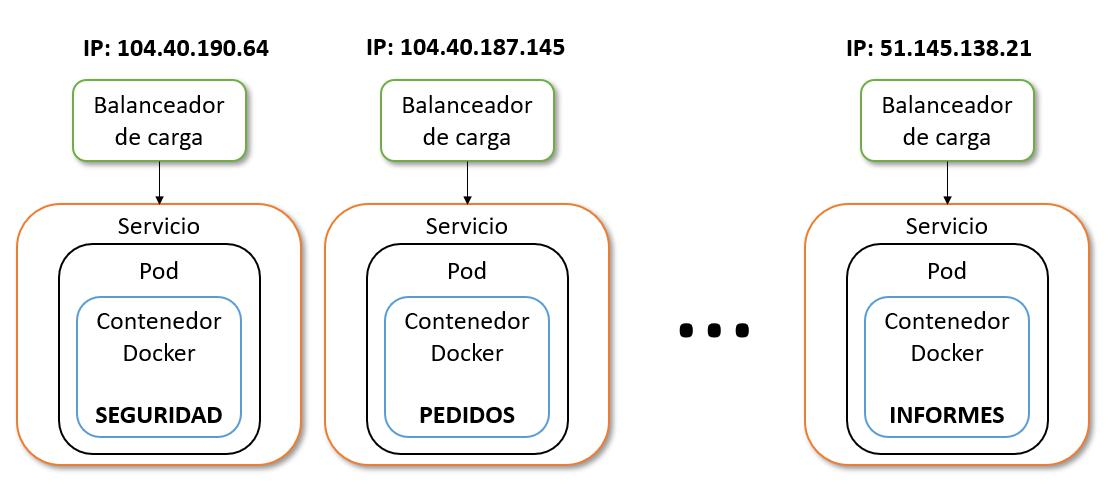 IP: 104.40.190.64
Balanceador
de carga
Servicio
Pod
Contenedor
Docker
SEGURIDAD
IP: 104.40.187.145
Balanceador
de carga
Servicio
Pod
Contenedor
Docker
PEDIDOS
...
IP: 51.145.138.21
Balanceador
de carga
Servicio
Pod
Contenedor
Docker
INFORMES